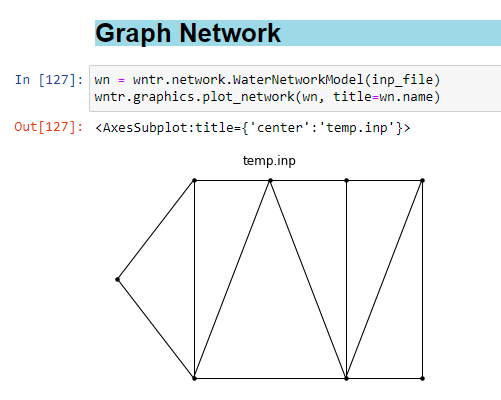 Graph Network
In [127]: wn = wntr.network.WaterNetworkModel(inp_file)
wntr.graphics.plot_network(wn, title=wn.name)
Out[127]: <AxesSubplot:title={'center':'temp.inp'}>
temp.inp